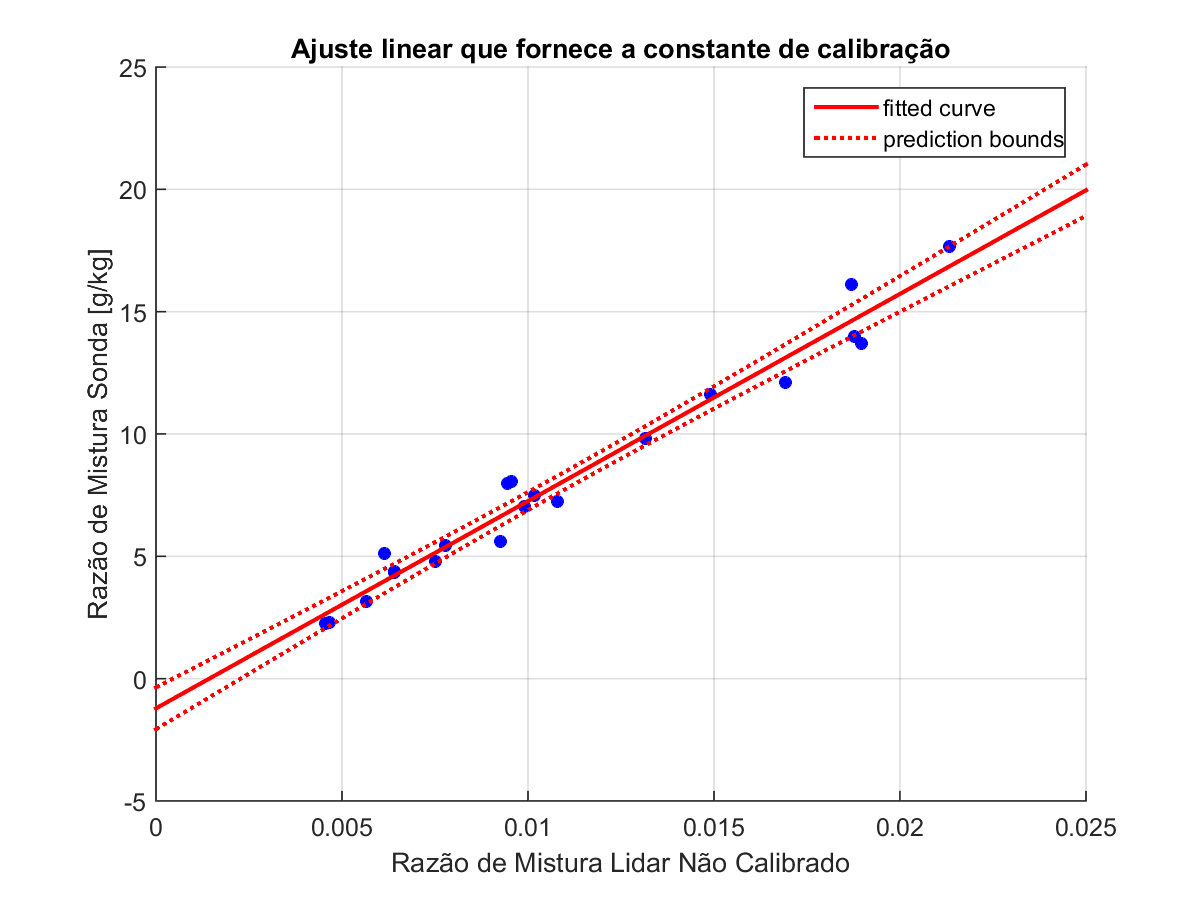 Ajuste linear que fornece a constante de calibração
fitted curve
prediction bounds
Razão de Mistura Sonda [g/kg]
25
20
15
10
5
0
-5
0 0.005 0.01 0.015 0.02 0.025
Razão de Mistura Lidar Não Calibrado